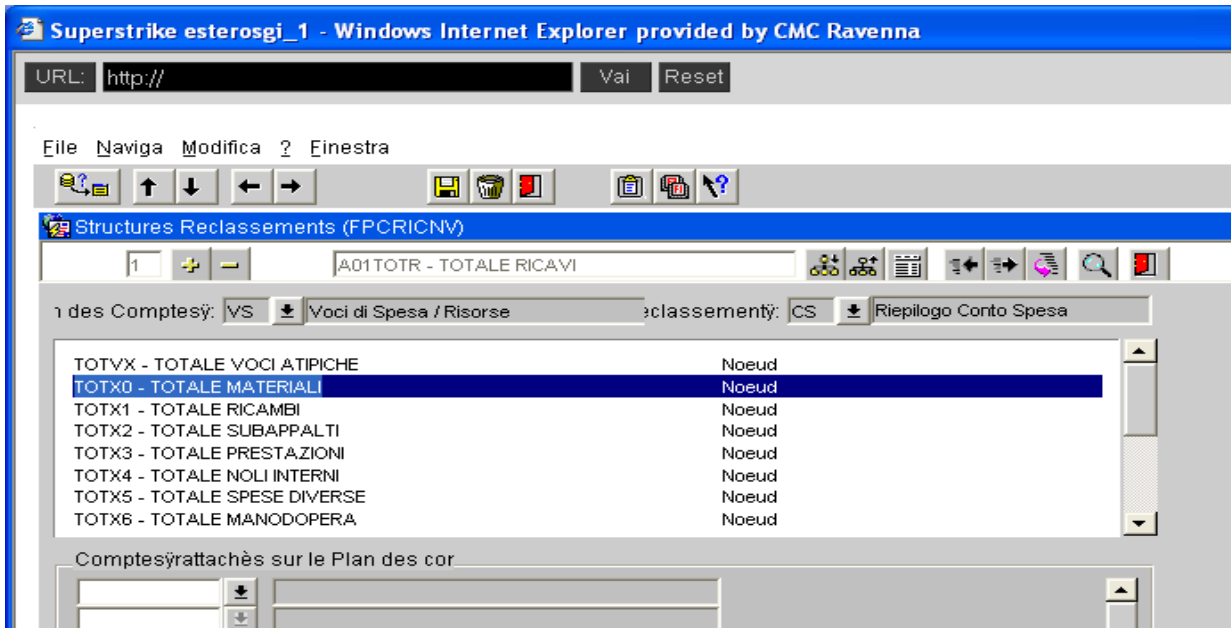 Superstrike esterosgi_1 - Windows Internet Explorer provided by CMC Ravenna
URL: http:// Vai Reset
File Naviga Modifica ? Finestra
Structures Reclassements (FPCRICNV)
1 A01TOTR - TOTALE RICAVI
des Comptesÿ: VS Voci di Spesa / Risorse eclassementÿ: CS Riepilogo Conto Spesa
TOTVX - TOTALE VOCI ATIPICHE Noeud
TOTX0 - TOTALE MATERIALI Noeud
TOTX1 - TOTALE RICAMBI Noeud
TOTX2 - TOTALE SUBAPPALTI Noeud
TOTX3 - TOTALE PRESTAZIONI Noeud
TOTX4 - TOTALE NOLI INTERNI Noeud
TOTX5 - TOTALE SPESE DIVERSE Noeud
TOTX6 - TOTALE MANODOPERA Noeud
Comptesÿrattachès sur le Plan des cor